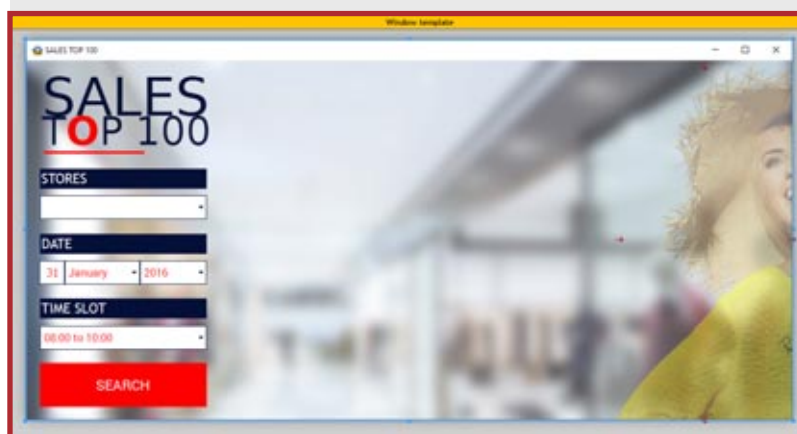 Window template
SALES TOP 100
SALES
TOP 100
STORES
DATE
31 January 2016
TIME SLOT
08:00 to 10:00
SEARCH